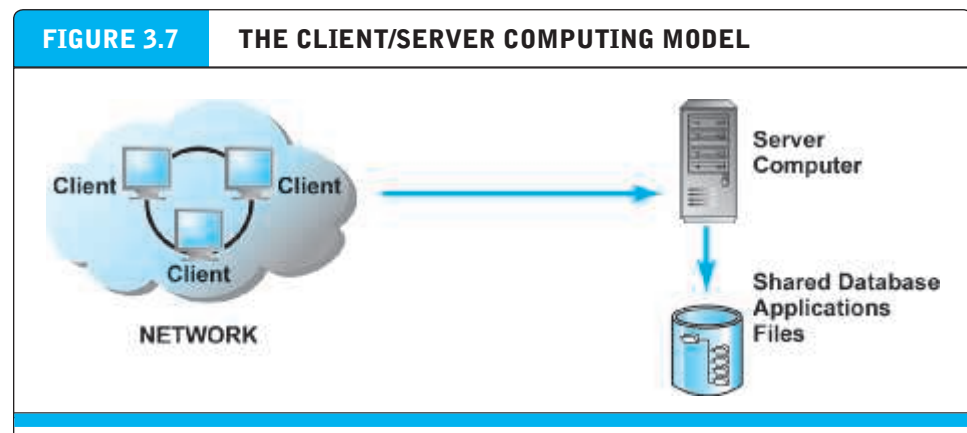 FIGURE 3.7 THE CLIENT/SERVER COMPUTING MODEL
Client
Client
Client
NETWORK
Server
Computer
Shared Database
Applications
Files